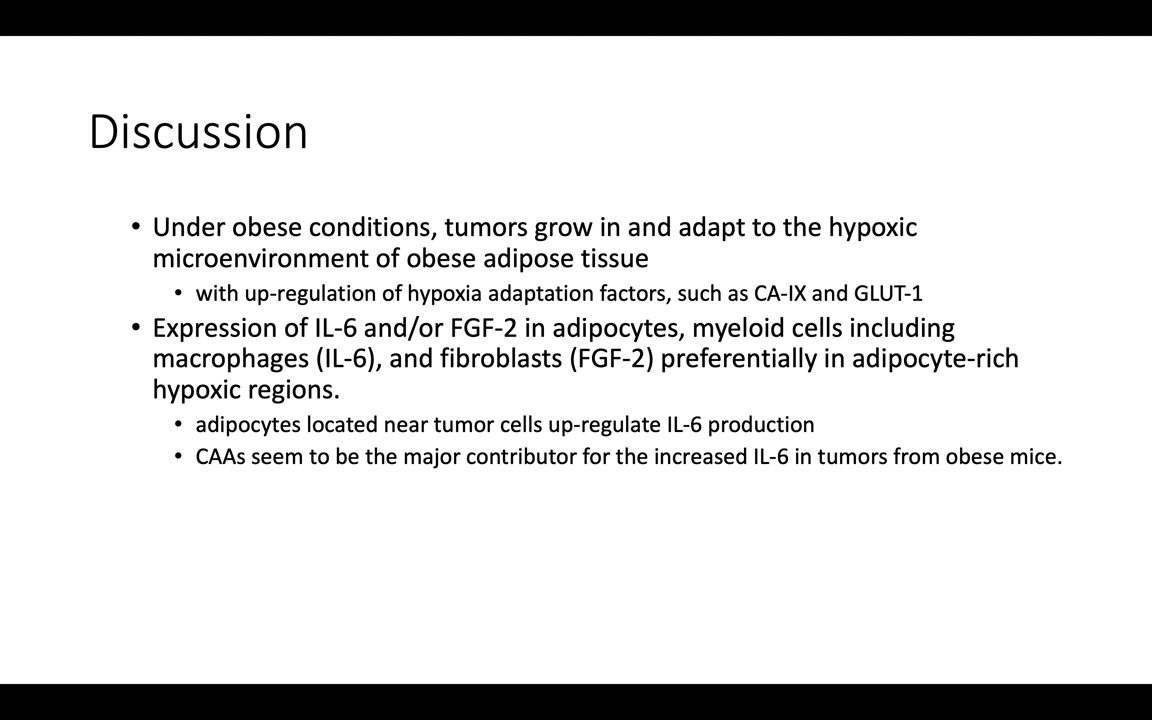 Discussion
• Under obese conditions, tumors grow in and adapt to the hypoxic
microenvironment of obese adipose tissue
• with up-regulation of hypoxia adaptation factors, such as CA-IX and GLUT-1
• Expression of IL-6 and/or FGF-2 in adipocytes, myeloid cells including
macrophages (IL-6), and fibroblasts (FGF-2) preferentially in adipocyte-rich
hypoxic regions.
• adipocytes located near tumor cells up-regulate IL-6 production
• CAAs seem to be the major contributor for the increased IL-6 in tumors from obese mice.